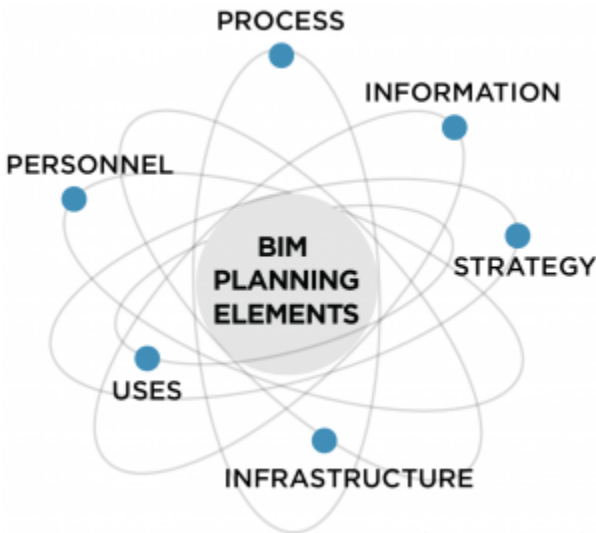 PROCESS
INFORMATION
PERSONNEL
BIM
PLANNING
ELEMENTS
STRATEGY
USES
INFRASTRUCTURE